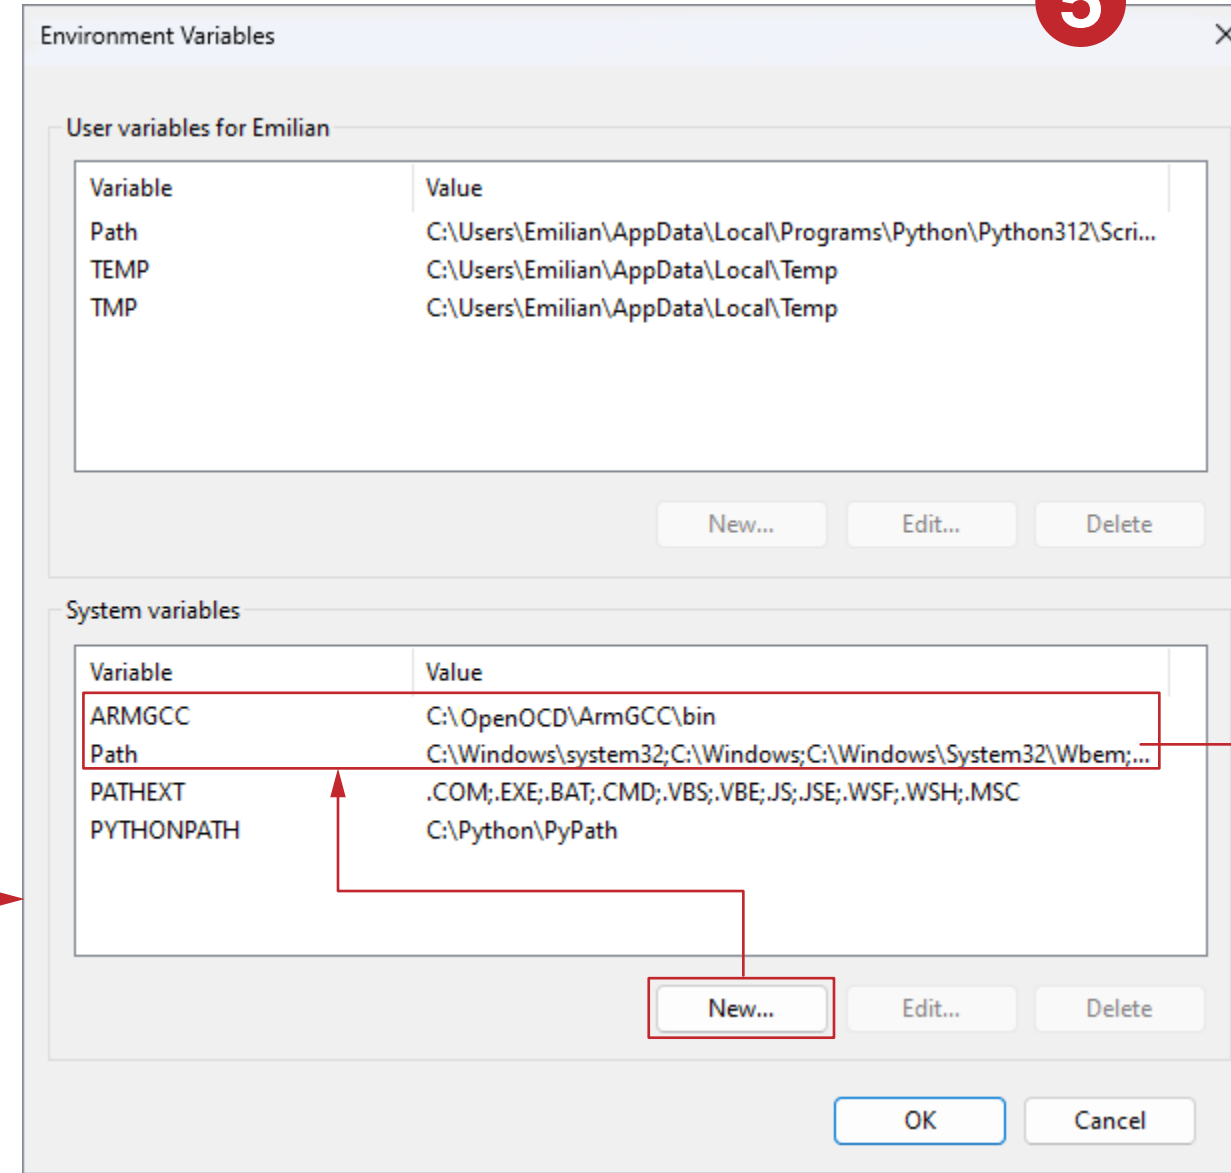 5
Environment Variables
User variables for Emilian
Variable Value
Path C:\Users\Emilian\AppData\Local\Programs\Python\Python312\Scri...
TEMP C:\Users\Emilian\AppData\Local\Temp
TMP C:\Users\Emilian\AppData\Local\Temp
New... Edit... Delete
System variables
Variable Value
ARMGCC C:\OpenOCD\ArmGCC\bin
Path C:\Windows\system32;C:\Windows;C:\Windows\System32\Wbem;...
PATHEXT .COM;.EXE;.BAT;.CMD;.VBS;.VBE;.JS;.JSE;.WSF;.WSH;.MSC
PYTHONPATH C:\Python\PyPath
New... Edit... Delete
OK Cancel